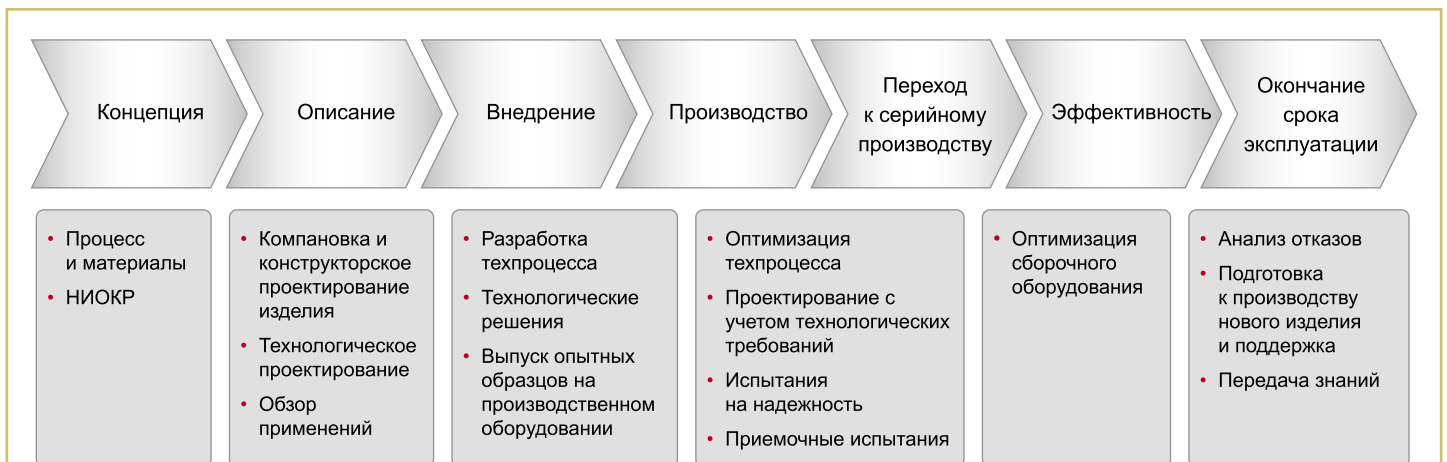 Концепция
Описание
Внедрение
Производство
Переход
к серийному
производству
Эффективность
Окончание
срока
эксплуатации
• Процесс
и материалы
• НИОКР
• Компановка и
конструкторское
проектирование
изделия
• Технологическое
проектирование
• Обзор
применений
• Разработка
техпроцесса
• Технологические
решения
• Выпуск опытных
образцов на
производственном
оборудовании
• Оптимизация
техпроцесса
• Проектирование с
учетом технологических
требований
• Испытания
на надежность
• Приемочные испытания
• Оптимизация
сборочного
оборудования
• Анализ отказов
• Подготовка
к производству
нового изделия
и поддержка
• Передача знаний